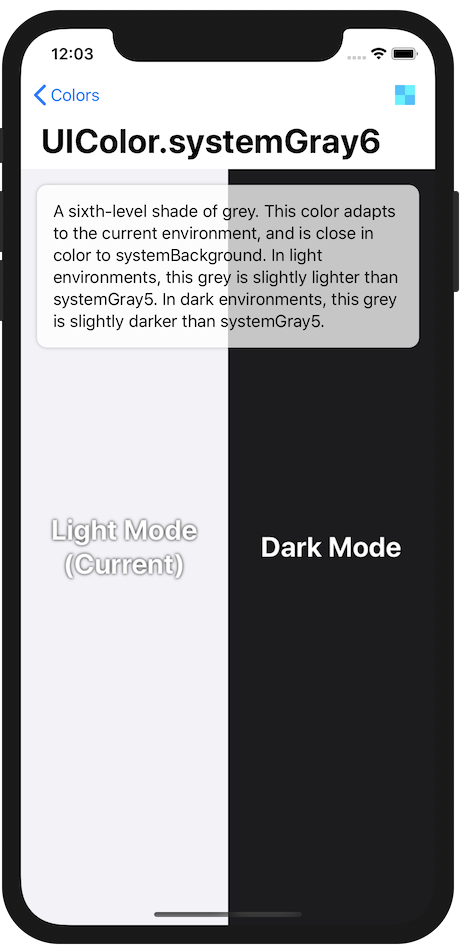 12:03
Colors
UIColor.systemGray6
A sixth-level shade of grey. This color adapts
to the current environment, and is close in
color to systemBackground. In light
environments, this grey is slightly lighter than
systemGray5. In dark environments, this grey
is slightly darker than systemGray5.
Light Mode
(Current)
Dark Mode